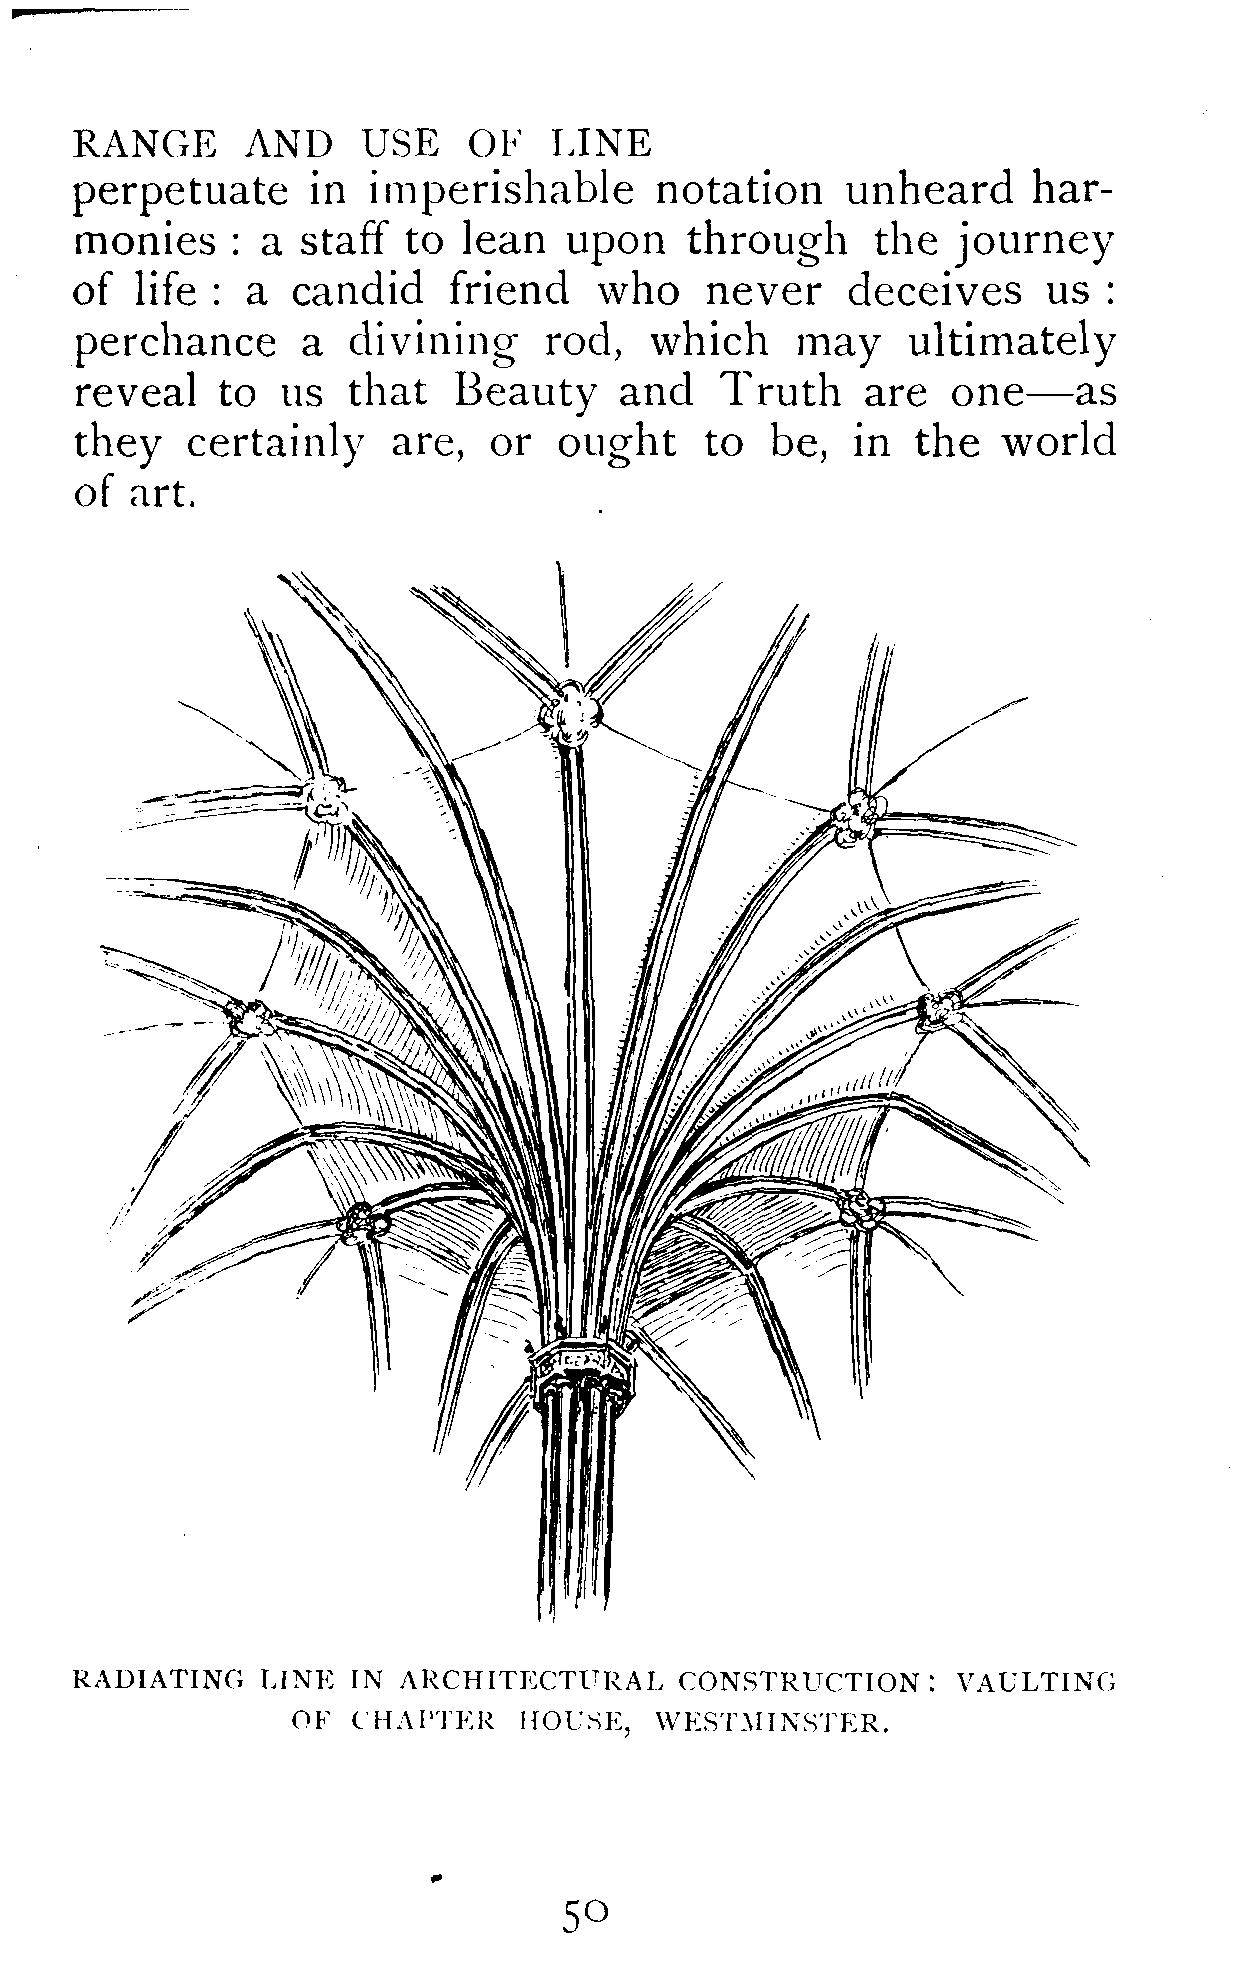 RANGE AND USE OF LINE
perpetuate in imperishable notation unheard har-
monies : a staff to lean upon through the journey
of life : a candid friend who never deceives us :
perchance a divining rod, which may ultimately
reveal to us that Beauty and Truth are one—as
they certainly are, or ought to be, in the world
of art.
RADIATING LINE IN ARCHITECTURAL CONSTRUCTION: VAULTING
OF CHAPTER HOUSE, WESTMINSTER.
50